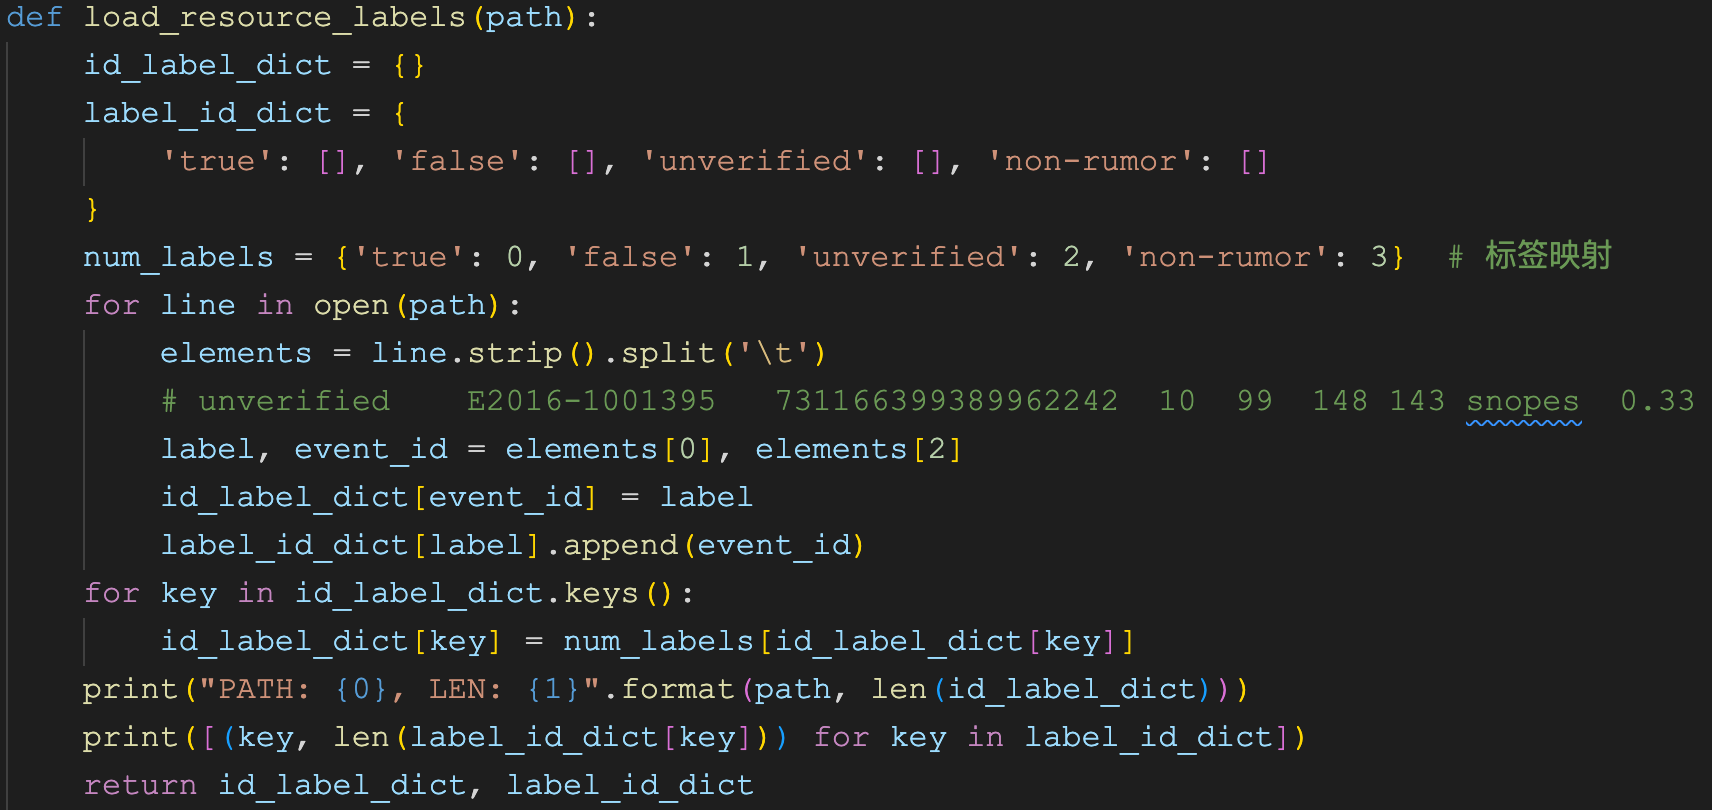 def load_resource_labels(path):
    id_label_dict = {}
    label_id_dict = {
        'true': [], 'false': [], 'unverified': [], 'non-rumor': []
    }
    num_labels = {'true': 0, 'false': 1, 'unverified': 2, 'non-rumor': 3}  # 标签映射
    for line in open(path):
        elements = line.strip().split('\t')
        # unverified    E2016-1001395   731166399389962242  10  99  148 143 snopes  0.33
        label, event_id = elements[0], elements[2]
        id_label_dict[event_id] = label
        label_id_dict[label].append(event_id)
    for key in id_label_dict.keys():
        id_label_dict[key] = num_labels[id_label_dict[key]]
    print("PATH: {0}, LEN: {1}".format(path, len(id_label_dict)))
    print([(key, len(label_id_dict[key])) for key in label_id_dict])
    return id_label_dict, label_id_dict